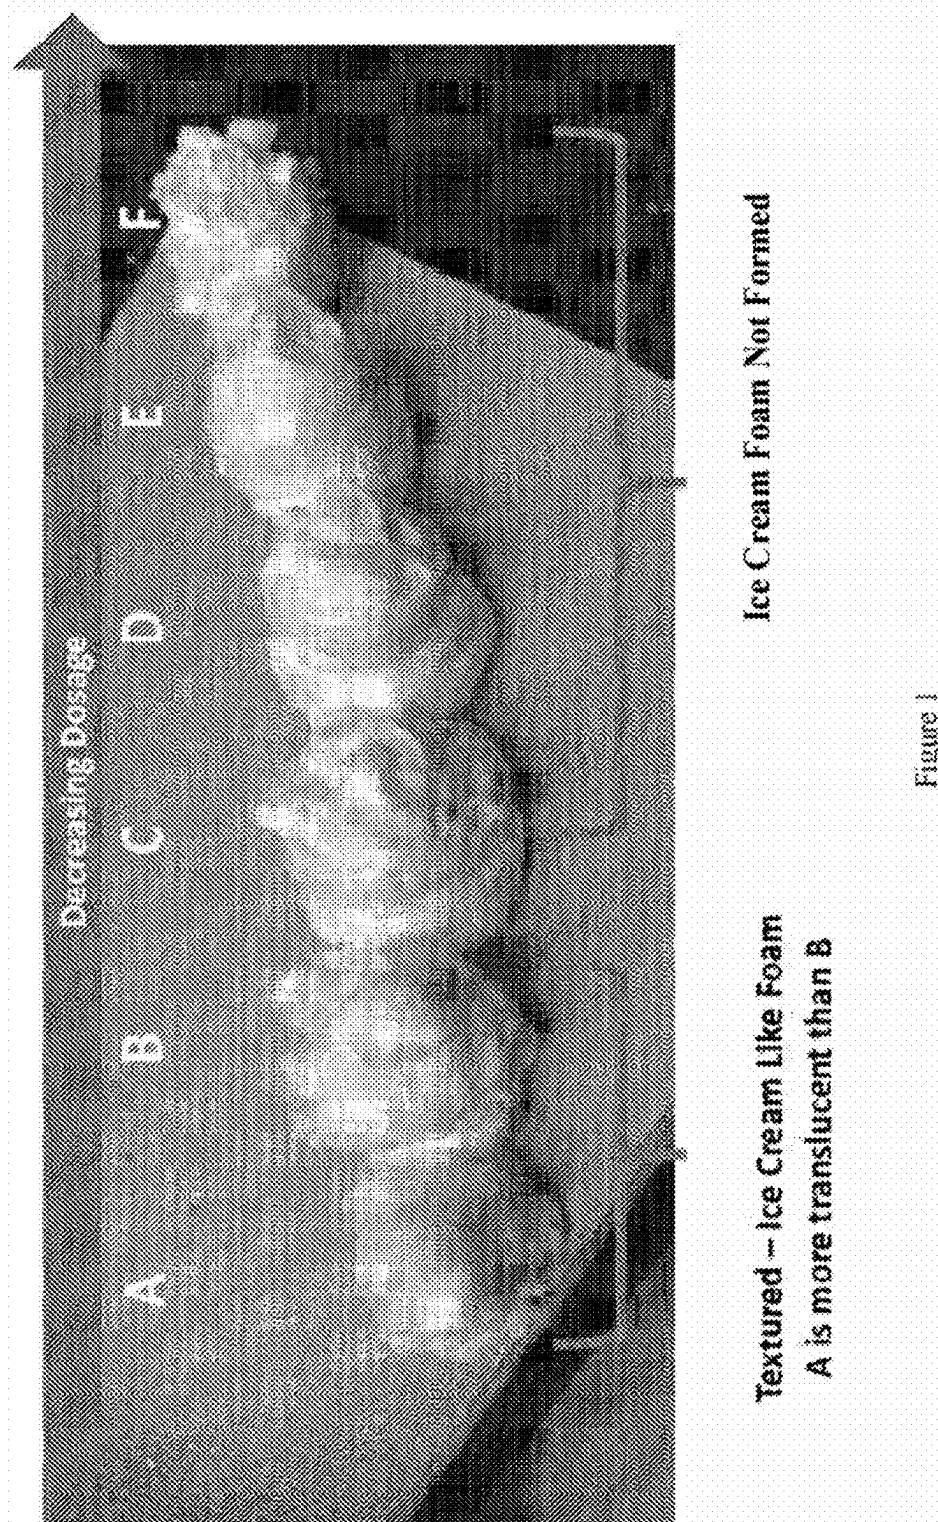 Decreasing Dosage
A B C D E F
Textured – Ice Cream Like Foam
A is more translucent than B
Ice Cream Foam Not Formed
Figure 1